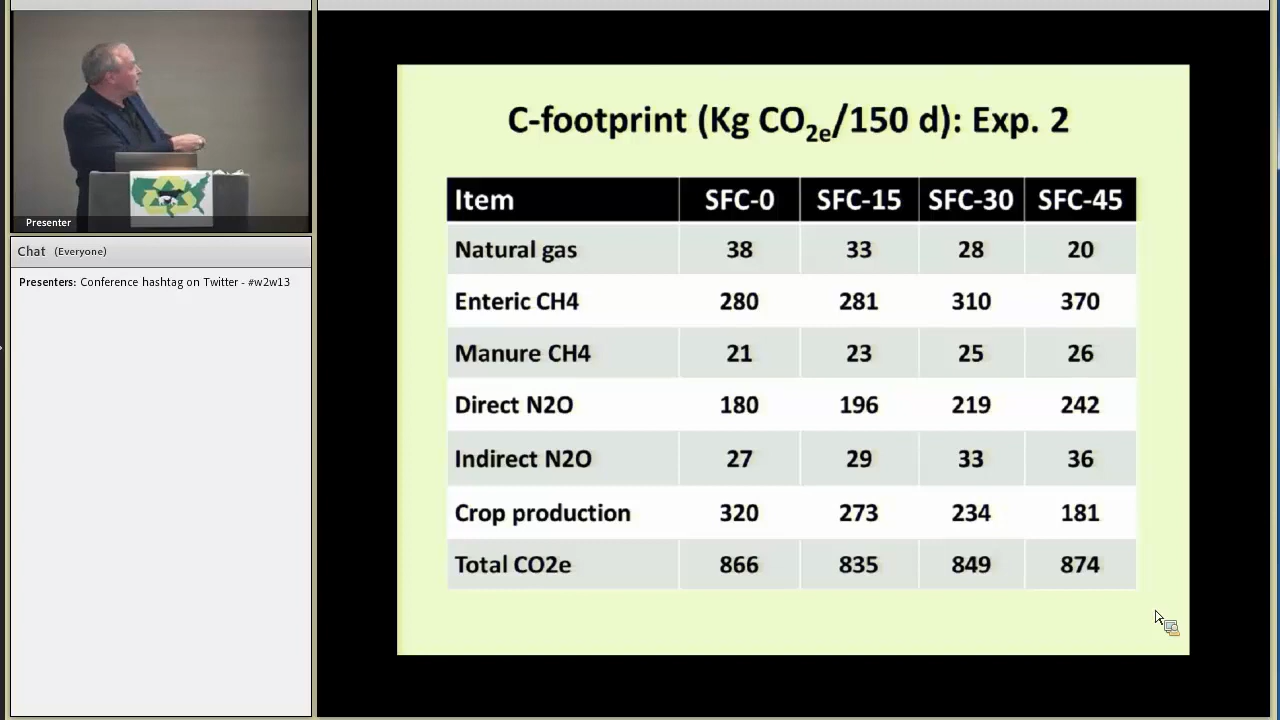 Presenter
Chat (Everyone)
Presenters: Conference hashtag on Twitter - #w2w13
C-footprint (Kg CO2e/150 d): Exp. 2
Item SFC-0 SFC-15 SFC-30 SFC-45
Natural gas 38 33 28 20
Enteric CH4 280 281 310 370
Manure CH4 21 23 25 26
Direct N2O 180 196 219 242
Indirect N2O 27 29 33 36
Crop production 320 273 234 181
Total CO2e 866 835 849 874